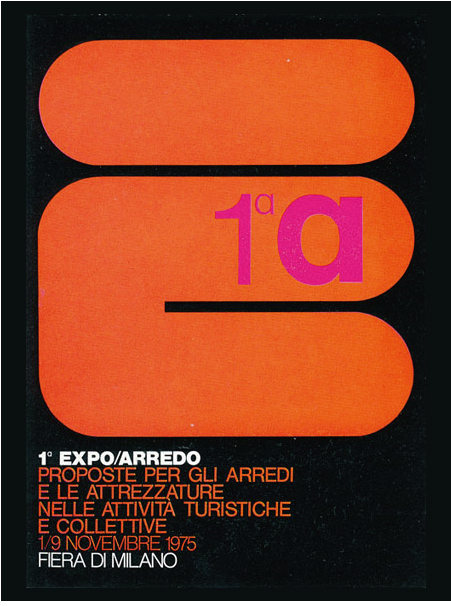 1ª a
1ª EXPO/ARREDO
PROPOSTE PER GLI ARREDI
E LE ATTREZZATURE
NELLE ATTIVITÀ TURISTICHE
E COLLETTIVE
1/9 NOVEMBRE 1975
FIERA DI MILANO